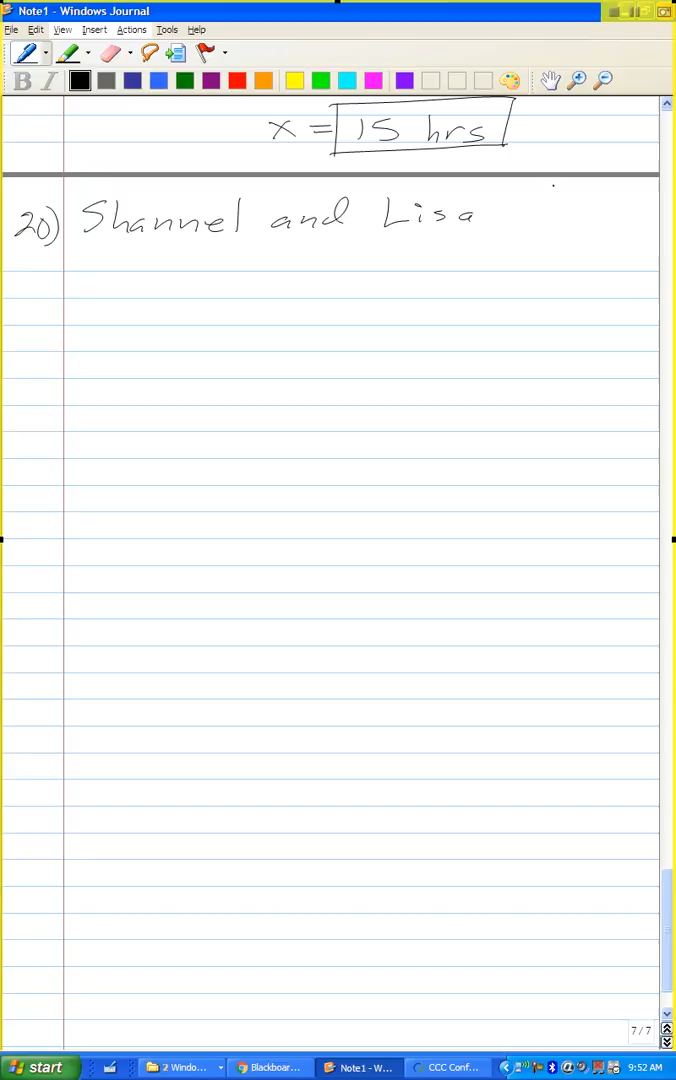 Note1 - Windows Journal
File Edit View Insert Actions Tools Help
B I
x = 15 hrs
20) Shannel and Lisa
7 / 7
start 2 Windo... Blackboar... Note1 - W... CCC Conf... 9:52 AM